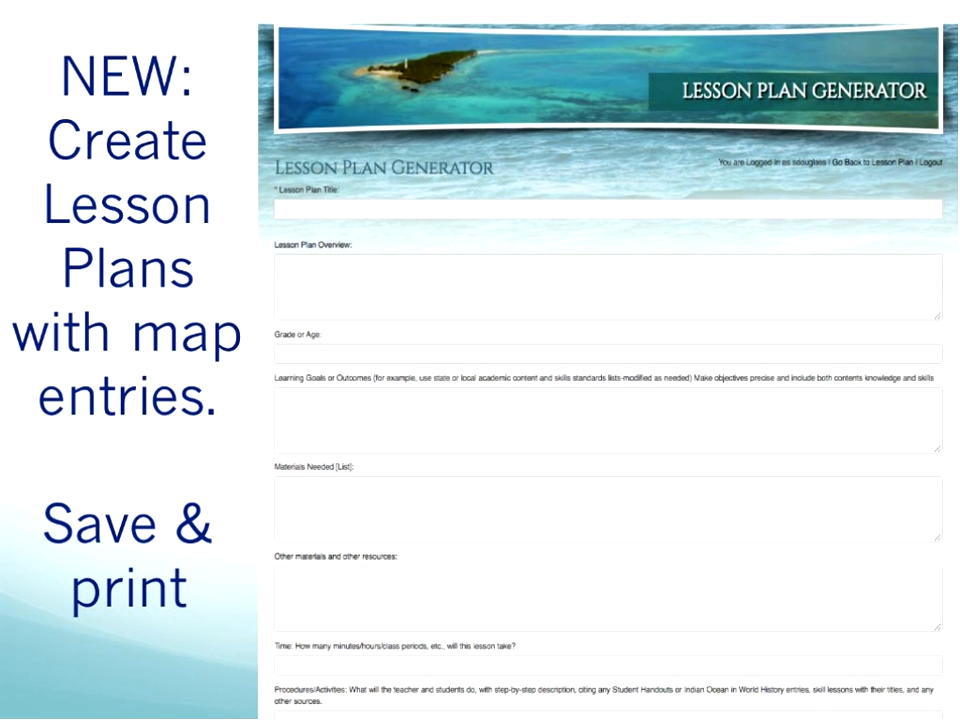 NEW:
Create
Lesson
Plans
with map
entries.
Save &
print
LESSON PLAN GENERATOR
LESSON PLAN GENERATOR
You are Logged in as sdouglass | Go Back to Lesson Plan | Logout
* Lesson Plan Title:
Lesson Plan Overview:
Grade or Age:
Learning Goals or Outcomes (for example, use state or local academic content and skills standards lists-modified as needed) Make objectives precise and include both contents knowledge and skills
Materials Needed [List]:
Other materials and other resources:
Time: How many minutes/hours/class periods, etc., will this lesson take?
Procedures/Activities: What will the teacher and students do, with step-by-step description, citing any Student Handouts or Indian Ocean in World History entries, skill lessons with their titles, and any
other sources.